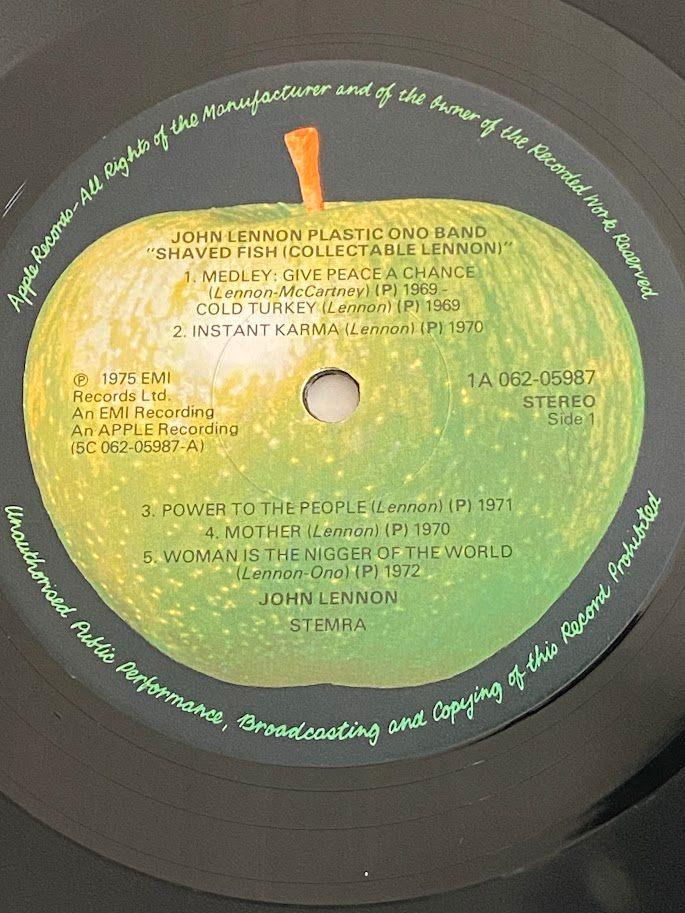 Apple Records-All Rights of the Manufacturer and of the Owner of the Recorded Work Reserved
JOHN LENNON PLASTIC ONO BAND
"SHAVED FISH (COLLECTABLE LENNON)"
1. MEDLEY: GIVE PEACE A CHANCE
(Lennon-McCartney) (P) 1969 -
COLD TURKEY (Lennon) (P) 1969
2. INSTANT KARMA (Lennon) (P) 1970
℗ 1975 EMI
Records Ltd.
An EMI Recording
An APPLE Recording
(5C 062-05987-A)
1A 062-05987
STEREO
Side 1
3. POWER TO THE PEOPLE (Lennon) (P) 1971
4. MOTHER (Lennon) (P) 1970
5. WOMAN IS THE NIGGER OF THE WORLD
(Lennon-Ono) (P) 1972
JOHN LENNON
STEMRA
Unauthorised Public Performance, Broadcasting and Copying of this Record Prohibited